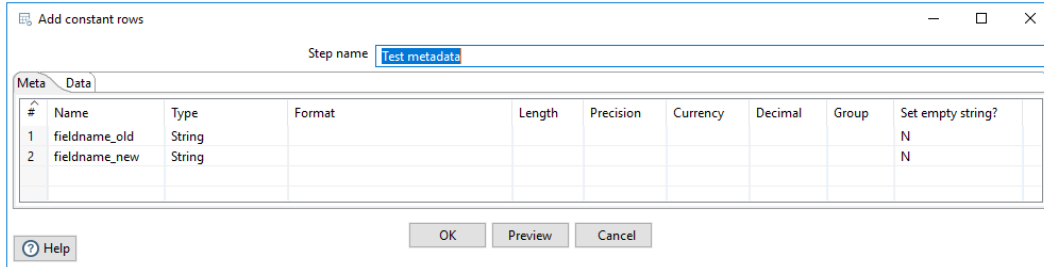 Add constant rows
Step name Test metadata
Meta Data
# Name Type Format Length Precision Currency Decimal Group Set empty string?
1 fieldname_old String N
2 fieldname_new String N
OK Preview Cancel
? Help